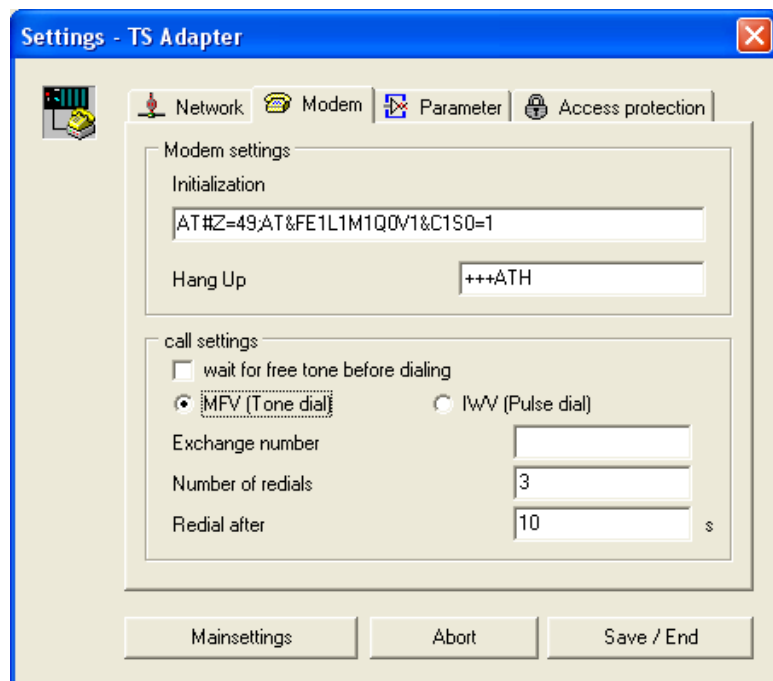 Settings - TS Adapter
Network Modem Parameter Access protection
Modem settings
Initialization
AT#Z=49;AT&FE1L1M1Q0V1&C1S0=1
Hang Up +++ATH
call settings
wait for free tone before dialing
MFV (Tone dial) IWV (Pulse dial)
Exchange number
Number of redials 3
Redial after 10 s
Mainsettings Abort Save / End